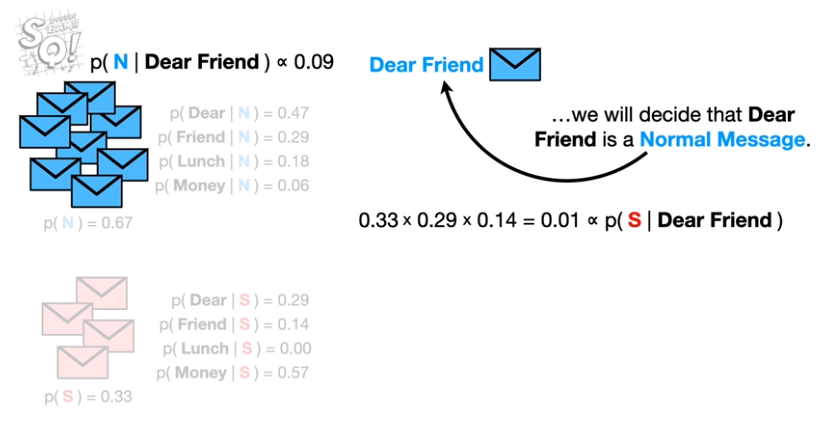 STATQUEST!
p( N | Dear Friend ) ∝ 0.09
Dear Friend
…we will decide that Dear
Friend is a Normal Message.
p( Dear | N ) = 0.47
p( Friend | N ) = 0.29
p( Lunch | N ) = 0.18
p( Money | N ) = 0.06
p( N ) = 0.67
0.33 x 0.29 x 0.14 = 0.01 ∝ p( S | Dear Friend )
p( Dear | S ) = 0.29
p( Friend | S ) = 0.14
p( Lunch | S ) = 0.00
p( Money | S ) = 0.57
p( S ) = 0.33